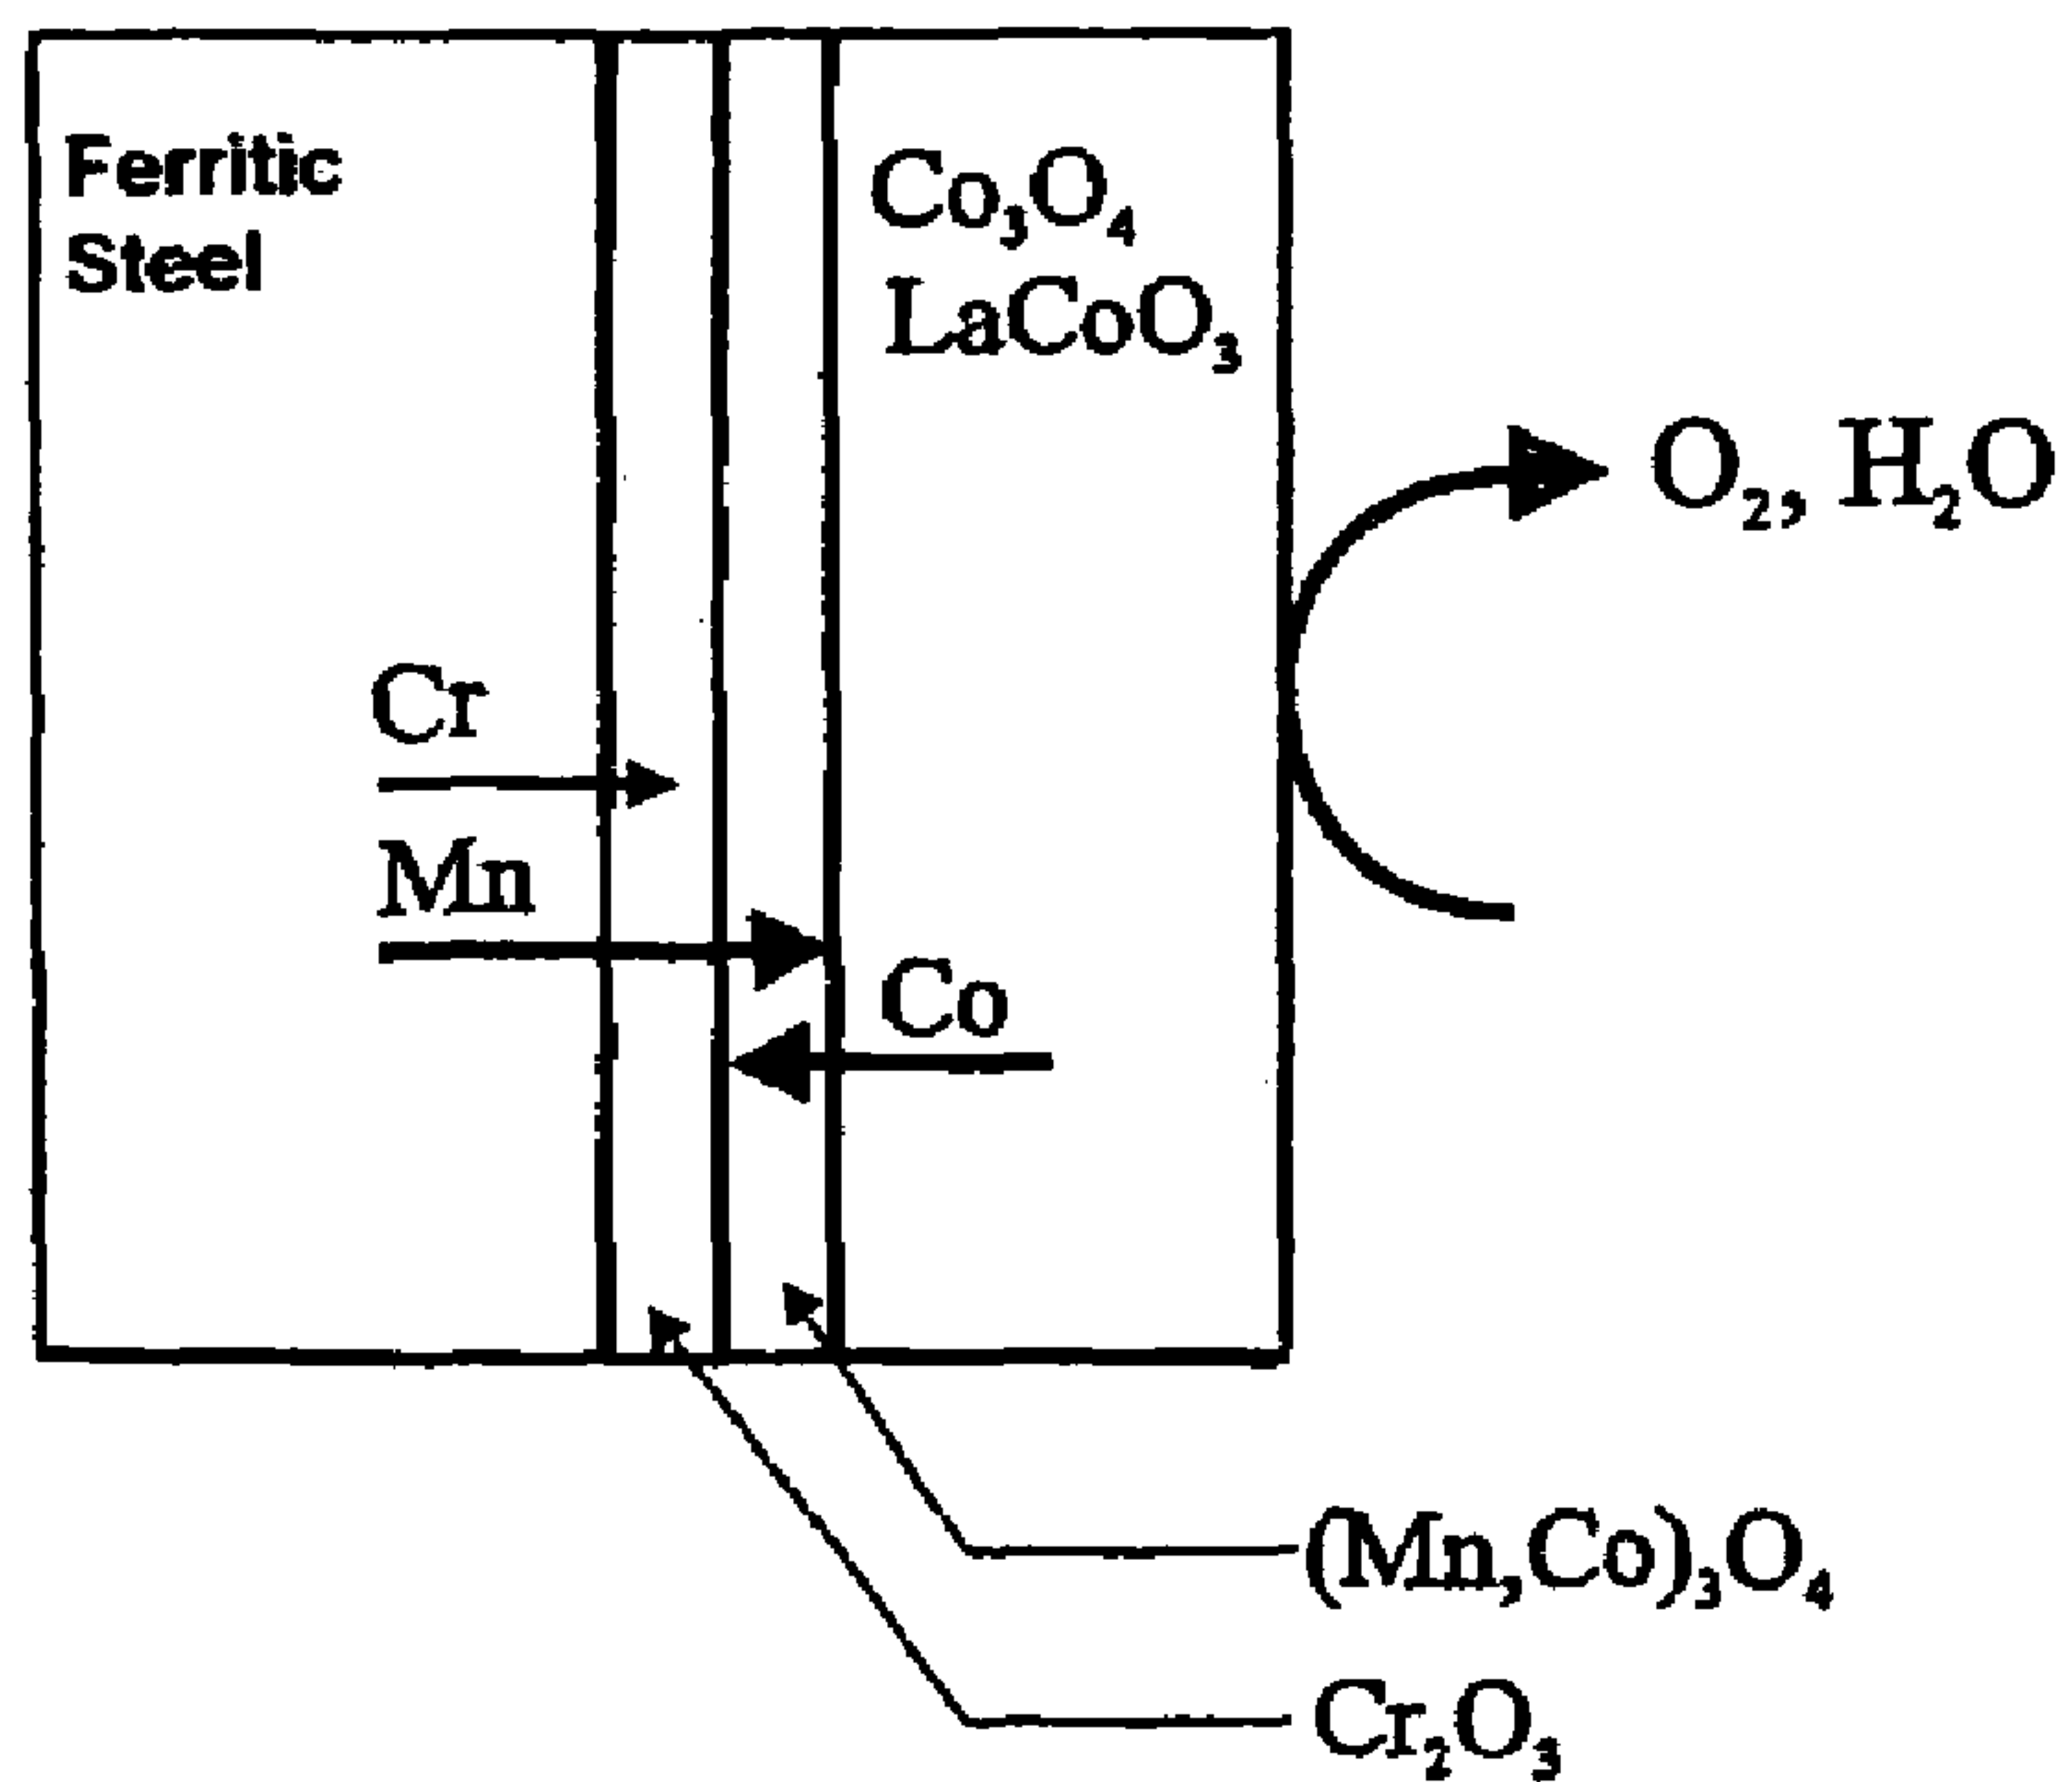 Ferritic
Steel
Co₃O₄
LaCoO₃
O₂, H₂O
Cr
Mn
Co
(Mn,Co)₃O₄
Cr₂O₃